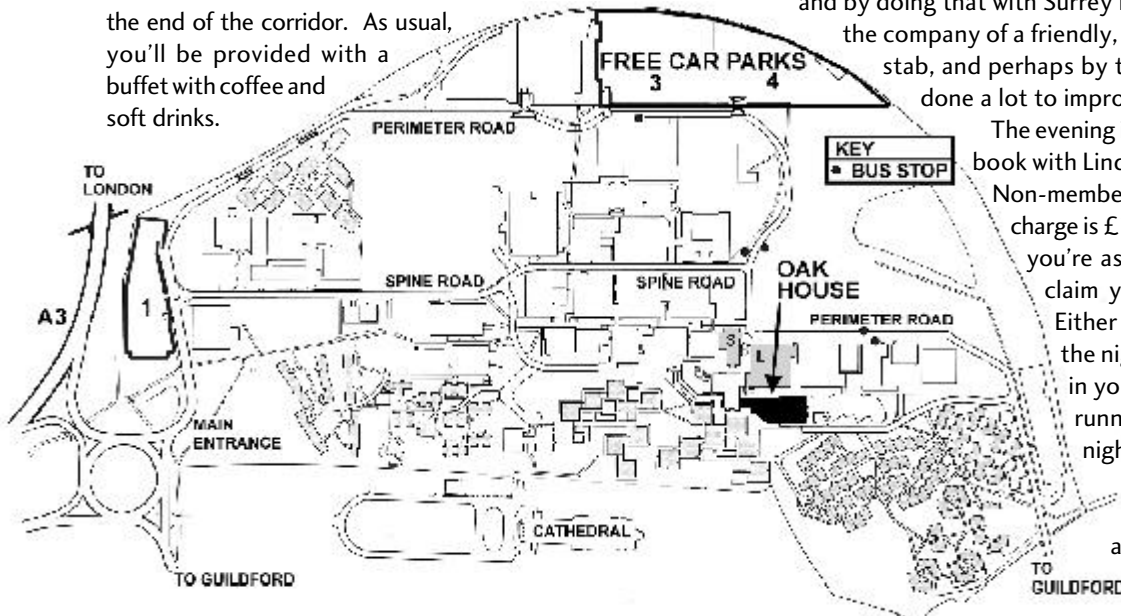 the end of the corridor. As usual,
you'll be provided with a
buffet with coffee and
soft drinks.
and by doing that with Surrey
the company of a friendly,
stab, and perhaps by t
done a lot to impro
The evening
book with Linc
Non-membe
charge is £
you're as
claim y
Either
the ni
in yo
runn
nigh
a
FREE CAR PARKS
3 4
PERIMETER ROAD
KEY
• BUS STOP
TO
LONDON
A3
1
SPINE ROAD
SPINE ROAD
OAK
HOUSE
PERIMETER ROAD
S
L
MAIN
ENTRANCE
CATHEDRAL
TO GUILDFORD
TO
GUILDFORD